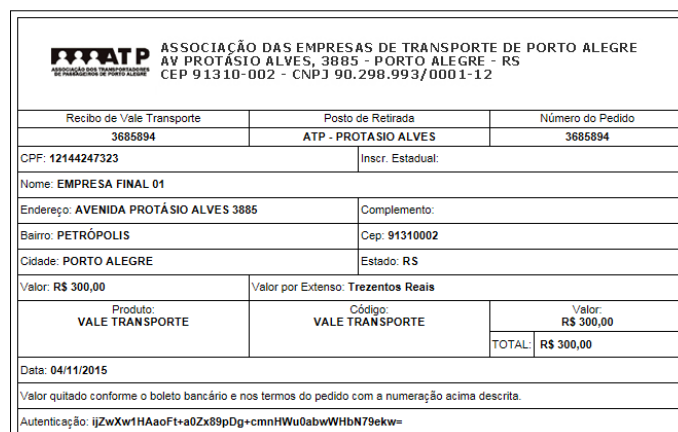 ATP
ASSOCIAÇÃO DOS TRANSPORTADORES
DE PASSAGEIROS DE PORTO ALEGRE
ASSOCIAÇÃO DAS EMPRESAS DE TRANSPORTE DE PORTO ALEGRE
AV PROTÁSIO ALVES, 3885 - PORTO ALEGRE - RS
CEP 91310-002 - CNPJ 90.298.993/0001-12
Recibo de Vale Transporte Posto de Retirada Número do Pedido
3685894 ATP - PROTASIO ALVES 3685894
CPF: 12144247323 Inscr. Estadual:
Nome: EMPRESA FINAL 01
Endereço: AVENIDA PROTÁSIO ALVES 3885 Complemento:
Bairro: PETRÓPOLIS Cep: 91310002
Cidade: PORTO ALEGRE Estado: RS
Valor: R$ 300,00 Valor por Extenso: Trezentos Reais
Produto: Código: Valor:
VALE TRANSPORTE VALE TRANSPORTE R$ 300,00
TOTAL: R$ 300,00
Data: 04/11/2015
Valor quitado conforme o boleto bancário e nos termos do pedido com a numeração acima descrita.
Autenticação: ijZwXw1HAaoFt+a0Zx89pDg+cmnHWu0abwWHbN79ekw=